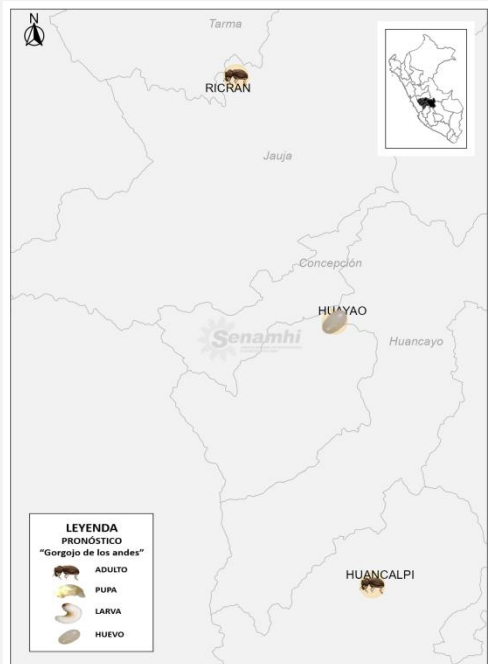 N
Tarma
RICRAN
Jauja
Concepción
HUAYAO
Senamhi
Huancayo
HUANCALPI
LEYENDA
PRONÓSTICO
"Gorgojo de los andes"
ADULTO
PUPA
LARVA
HUEVO